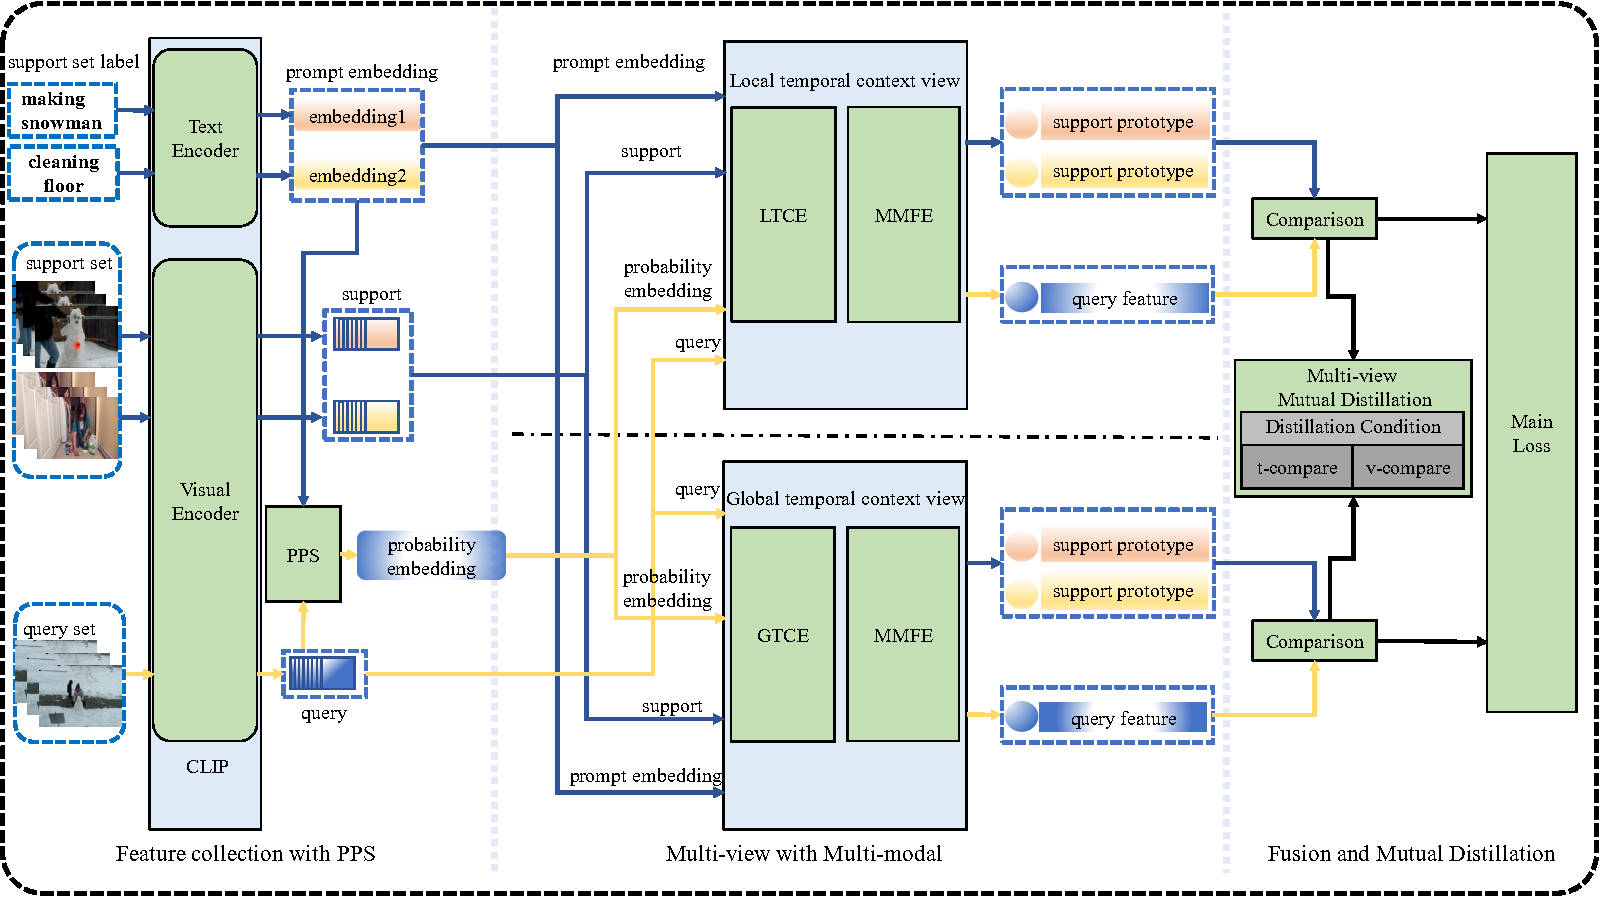 support set label
making
snowman
cleaning
floor
Text
Encoder
prompt embedding
embedding1
embedding2
support set
support
Visual
Encoder
PPS
probability
embedding
query set
query
CLIP
Feature collection with PPS
prompt embedding
support
probability
embedding
query
Local temporal context view
LTCE
MMFE
support prototype
support prototype
query feature
query
probability
embedding
support
prompt embedding
Global temporal context view
GTCE
MMFE
support prototype
support prototype
query feature
Multi-view with Multi-modal
Comparison
Multi-view
Mutual Distillation
Distillation Condition
t-compare
v-compare
Comparison
Main
Loss
Fusion and Mutual Distillation